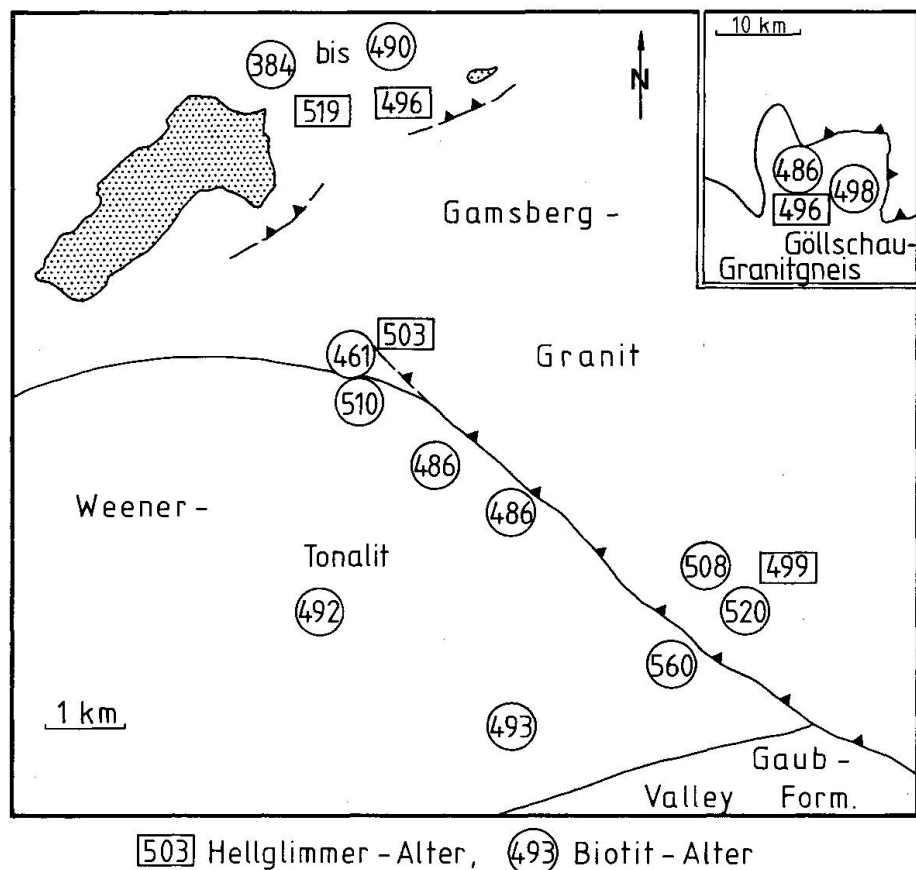 384 bis 490
519 496
N
10 km
486
498
496
Göllschau-
Granitgneis
Gamsberg -
Granit
503
461
510
486
486
Weener -
Tonalit
492
508
499
520
560
493
1 km
Gaub -
Valley Form.
503 Hellglimmer - Alter, 493 Biotit - Alter